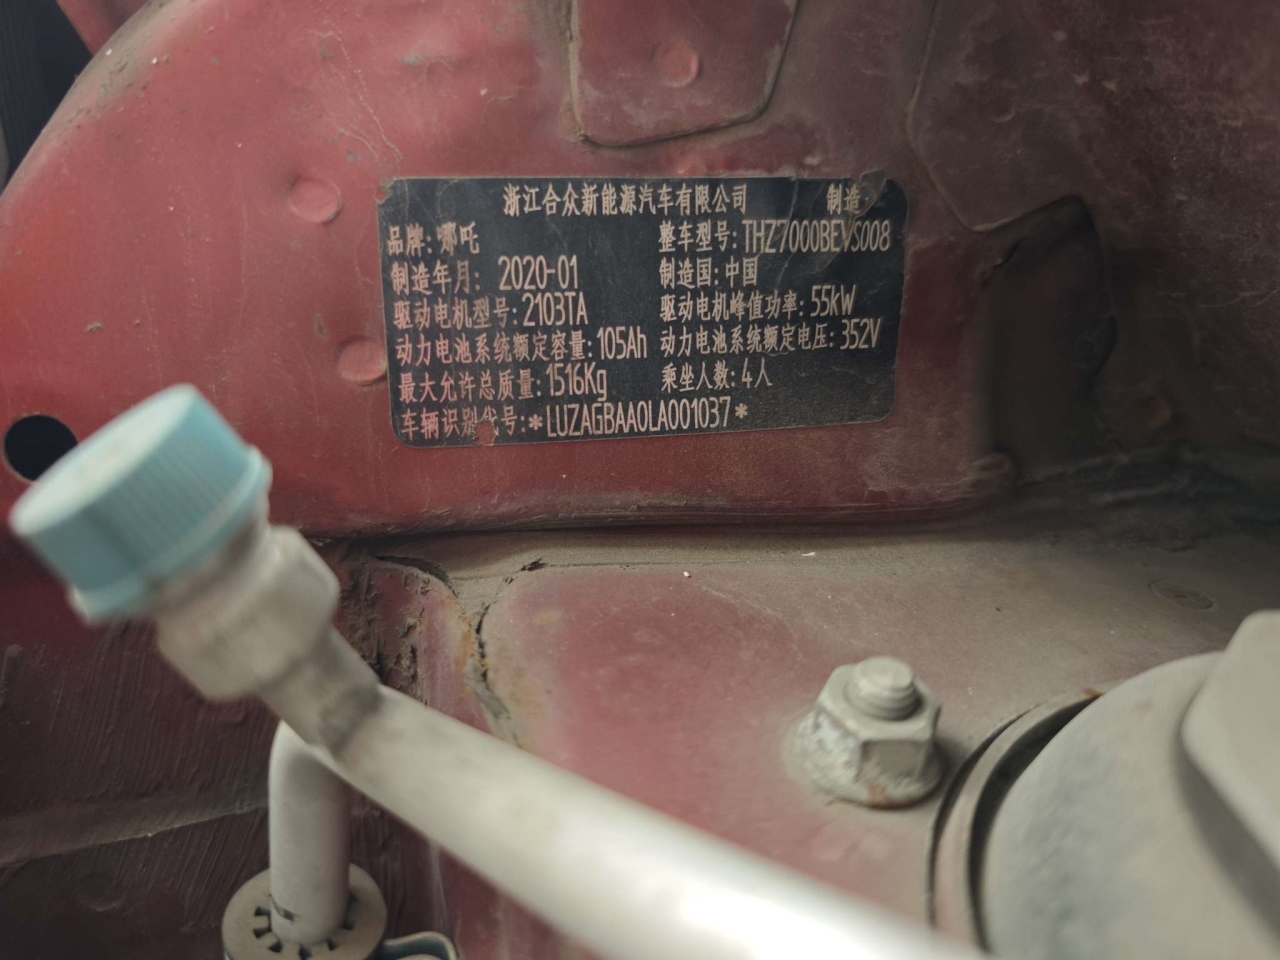 浙江合众新能源汽车有限公司 制造
品牌:哪吒 整车型号:THZ7000BEVS008
制造年月: 2020-01 制造国:中国
驱动电机型号:2103TA 驱动电机峰值功率:55kW
动力电池系统额定容量:105Ah 动力电池系统额定电压:352V
最大允许总质量:1516Kg 乘坐人数:4人
车辆识别代号:*LUZAGBAA0LA001037*